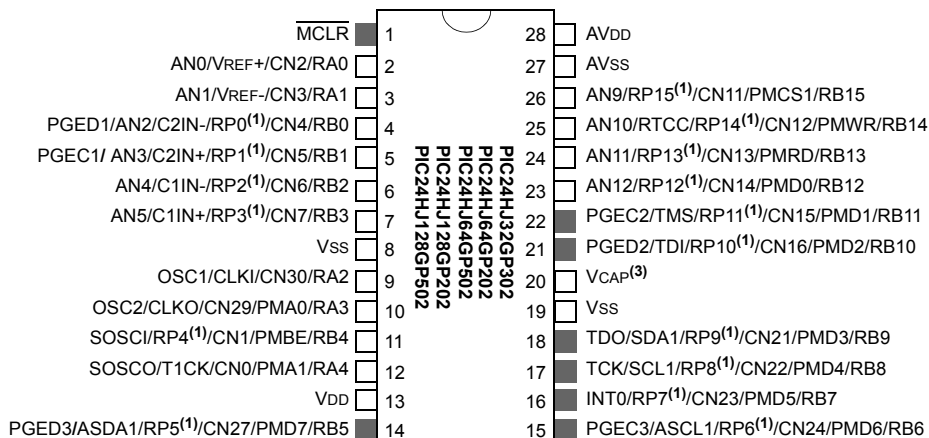 MCLR 1
AN0/VREF+/CN2/RA0 2
AN1/VREF-/CN3/RA1 3
PGED1/AN2/C2IN-/RP0(1)/CN4/RB0 4
PGEC1/ AN3/C2IN+/RP1(1)/CN5/RB1 5
AN4/C1IN-/RP2(1)/CN6/RB2 6
AN5/C1IN+/RP3(1)/CN7/RB3 7
VSS 8
OSC1/CLKI/CN30/RA2 9
OSC2/CLKO/CN29/PMA0/RA3 10
SOSCI/RP4(1)/CN1/PMBE/RB4 11
SOSCO/T1CK/CN0/PMA1/RA4 12
VDD 13
PGED3/ASDA1/RP5(1)/CN27/PMD7/RB5 14
PIC24HJ32GP302
PIC24HJ64GP202
PIC24HJ64GP502
PIC24HJ128GP202
PIC24HJ128GP502
28 AVDD
27 AVSS
26 AN9/RP15(1)/CN11/PMCS1/RB15
25 AN10/RTCC/RP14(1)/CN12/PMWR/RB14
24 AN11/RP13(1)/CN13/PMRD/RB13
23 AN12/RP12(1)/CN14/PMD0/RB12
22 PGEC2/TMS/RP11(1)/CN15/PMD1/RB11
21 PGED2/TDI/RP10(1)/CN16/PMD2/RB10
20 VCAP(3)
19 VSS
18 TDO/SDA1/RP9(1)/CN21/PMD3/RB9
17 TCK/SCL1/RP8(1)/CN22/PMD4/RB8
16 INT0/RP7(1)/CN23/PMD5/RB7
15 PGEC3/ASCL1/RP6(1)/CN24/PMD6/RB6